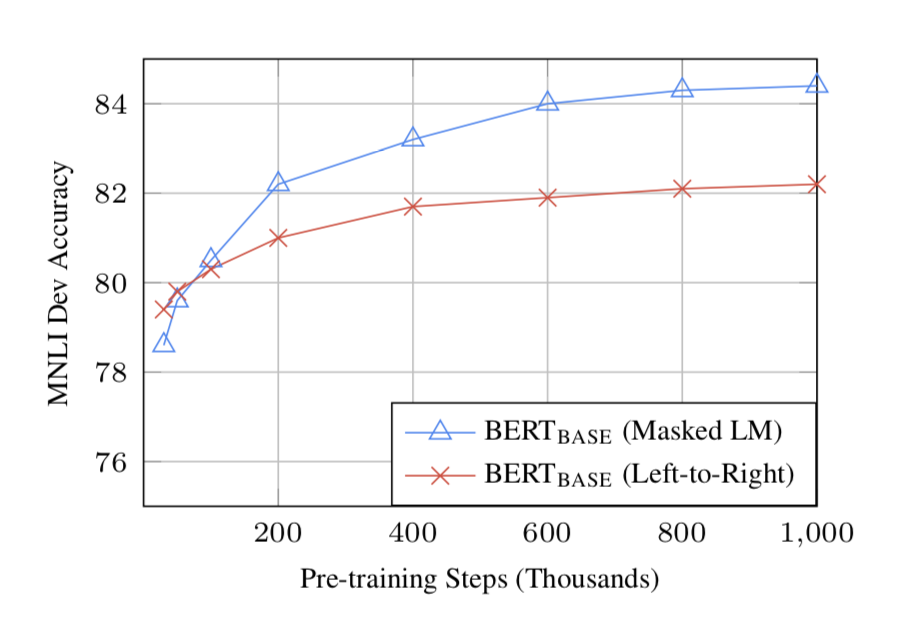 84
82
80
78
76
MNLI Dev Accuracy
BERTBASE (Masked LM)
BERTBASE (Left-to-Right)
200 400 600 800 1,000
Pre-training Steps (Thousands)